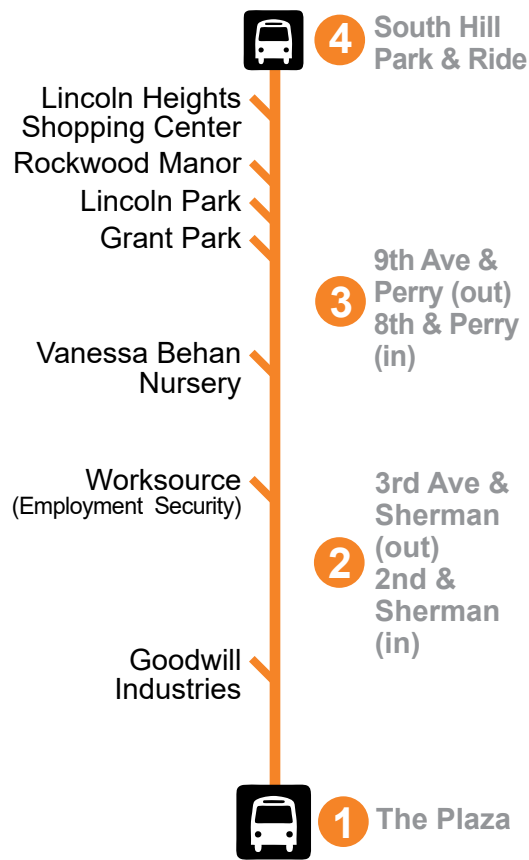 4
South Hill
Park & Ride
Lincoln Heights
Shopping Center
Rockwood Manor
Lincoln Park
Grant Park
3
9th Ave &
Perry (out)
8th & Perry
(in)
Vanessa Behan
Nursery
Worksource
(Employment Security)
2
3rd Ave &
Sherman
(out)
2nd &
Sherman
(in)
Goodwill
Industries
1
The Plaza